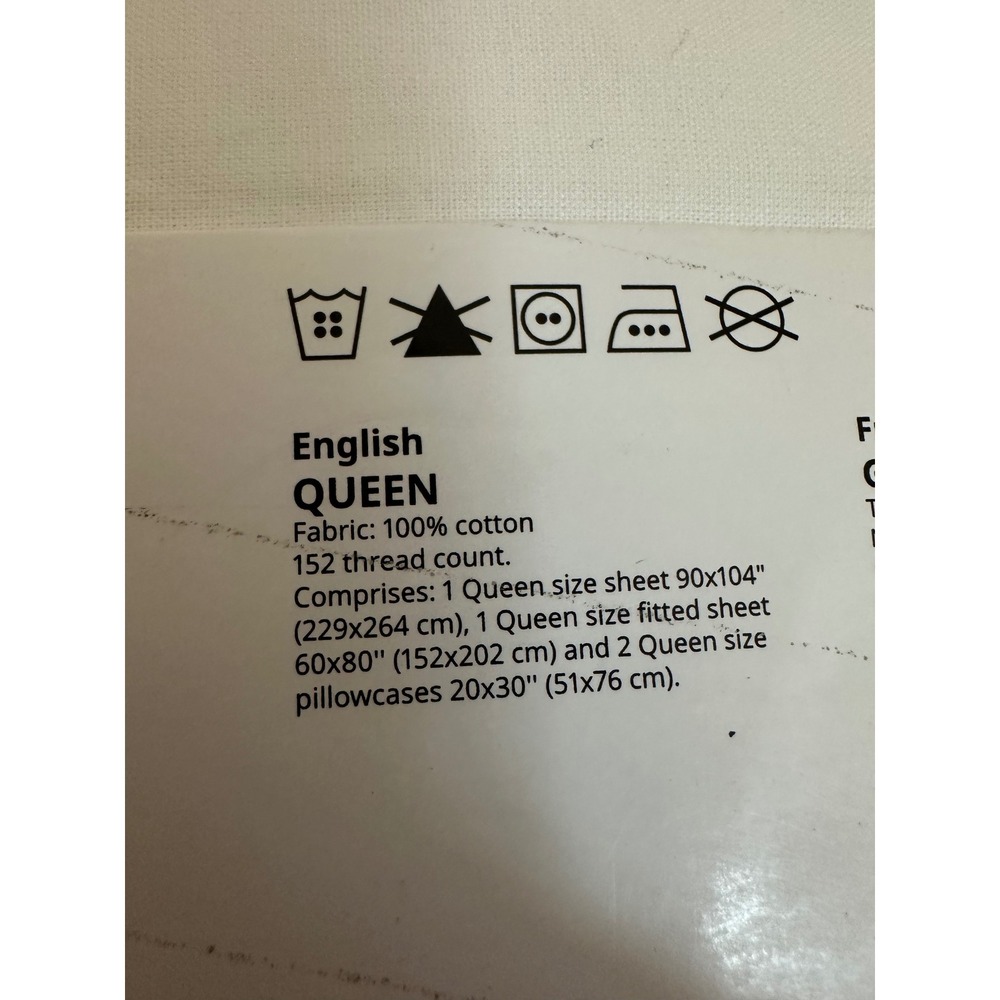 English
QUEEN
Fabric: 100% cotton
152 thread count.
Comprises: 1 Queen size sheet 90x104"
(229x264 cm), 1 Queen size fitted sheet
60x80'' (152x202 cm) and 2 Queen size
pillowcases 20x30'' (51x76 cm).